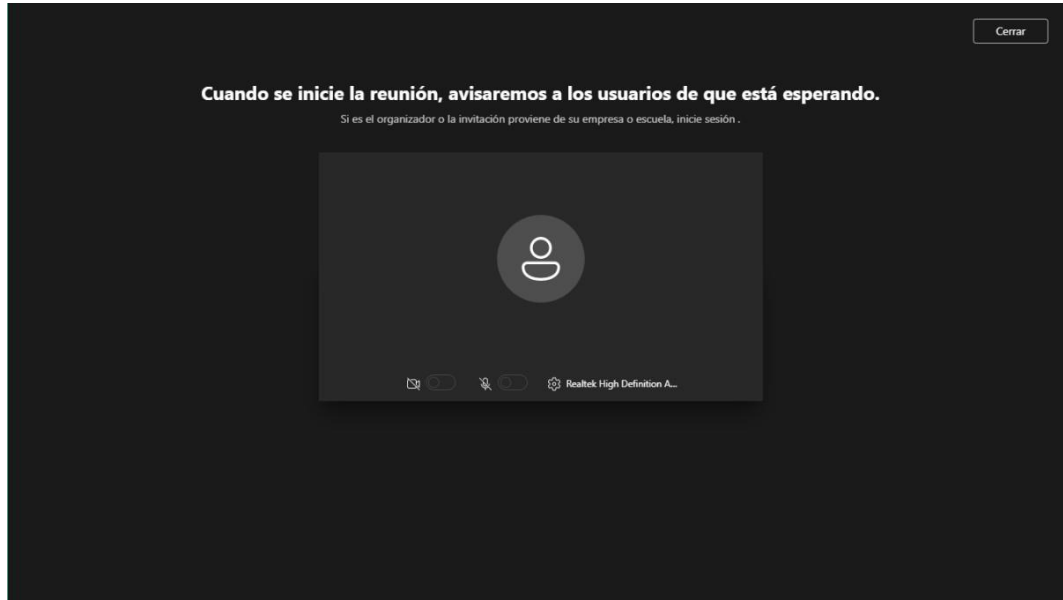 Cerrar
Cuando se inicie la reunión, avisaremos a los usuarios de que está esperando.
Si es el organizador o la invitación proviene de su empresa o escuela, inicie sesión .
Realtek High Definition A...